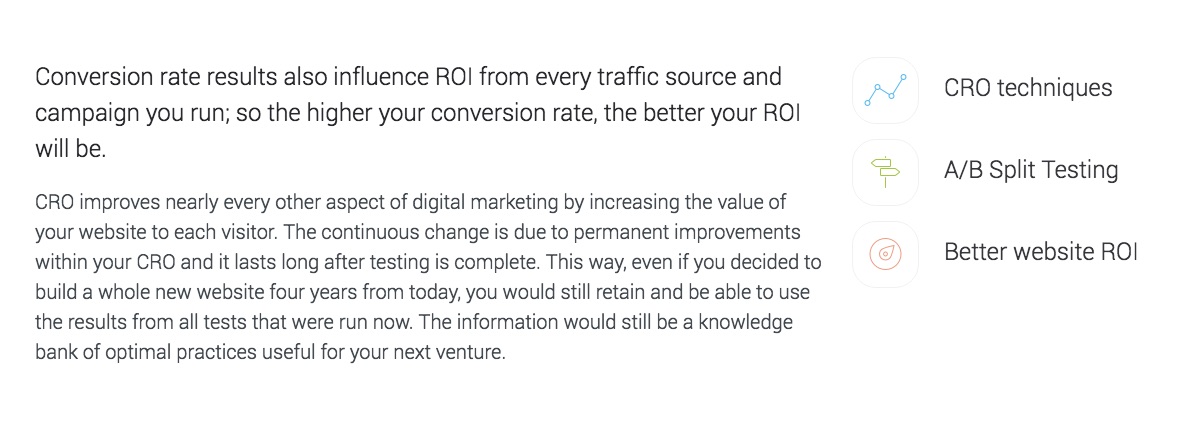 Conversion rate results also influence ROI from every traffic source and
campaign you run; so the higher your conversion rate, the better your ROI
will be.
CRO improves nearly every other aspect of digital marketing by increasing the value of
your website to each visitor. The continuous change is due to permanent improvements
within your CRO and it lasts long after testing is complete. This way, even if you decided to
build a whole new website four years from today, you would still retain and be able to use
the results from all tests that were run now. The information would still be a knowledge
bank of optimal practices useful for your next venture.
CRO techniques
A/B Split Testing
Better website ROI